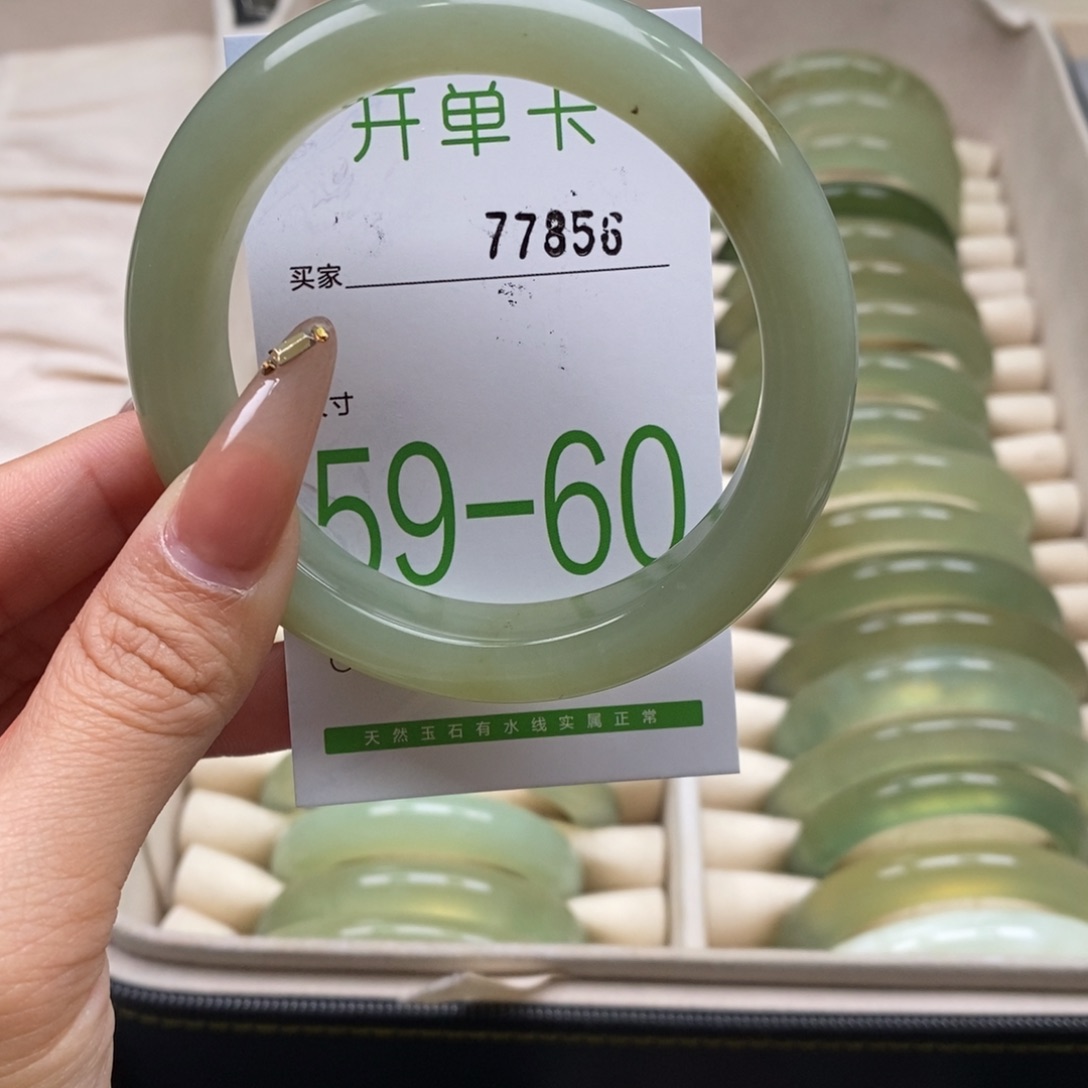 开单卡
77856
买家
寸
59-60
天然玉石有水线实属正常